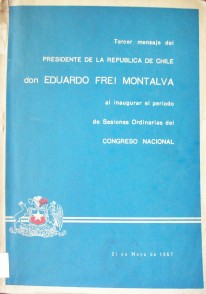 Tercer mensaje del
PRESIDENTE DE LA REPUBLICA DE CHILE
don EDUARDO FREI MONTALVA
al inaugurar el período
de Sesiones Ordinarias del
CONGRESO NACIONAL
21 de Mayo de 1967